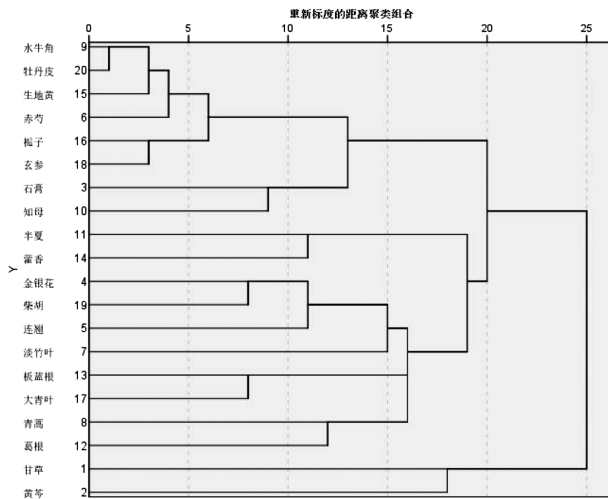 重新标度的距离聚类组合
0 5 10 15 20 25
水牛角 9
牡丹皮 20
生地黄 15
赤芍 6
栀子 16
玄参 18
石膏 3
知母 10
半夏 11
藿香 14
Y
金银花 4
柴胡 19
连翘 5
淡竹叶 7
板蓝根 13
大青叶 17
青蒿 8
葛根 12
甘草 1
黄芩 2